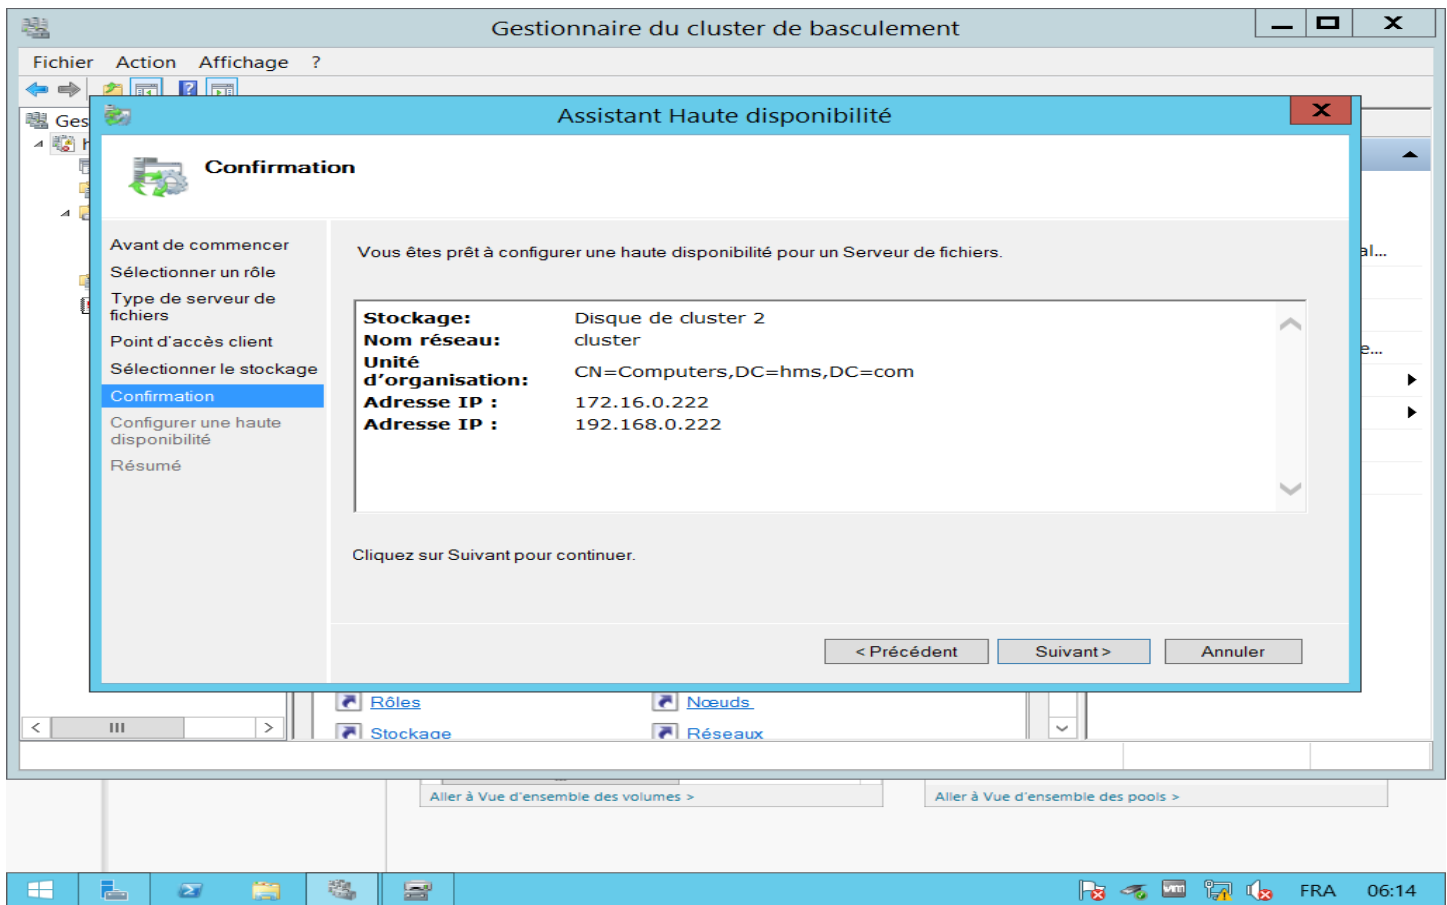 Gestionnaire du cluster de basculement
Fichier Action Affichage ?
Ges
Assistant Haute disponibilité
Confirmation
Avant de commencer
Sélectionner un rôle
Type de serveur de
fichiers
Point d'accès client
Sélectionner le stockage
Confirmation
Configurer une haute
disponibilité
Résumé
Vous êtes prêt à configurer une haute disponibilité pour un Serveur de fichiers.
Stockage: Disque de cluster 2
Nom réseau: cluster
Unité
d'organisation: CN=Computers,DC=hms,DC=com
Adresse IP : 172.16.0.222
Adresse IP : 192.168.0.222
Cliquez sur Suivant pour continuer.
< Précédent Suivant > Annuler
al...
e...
Rôles Nœuds
Stockage Réseaux
Aller à Vue d'ensemble des volumes > Aller à Vue d'ensemble des pools >
vm
FRA 06:14